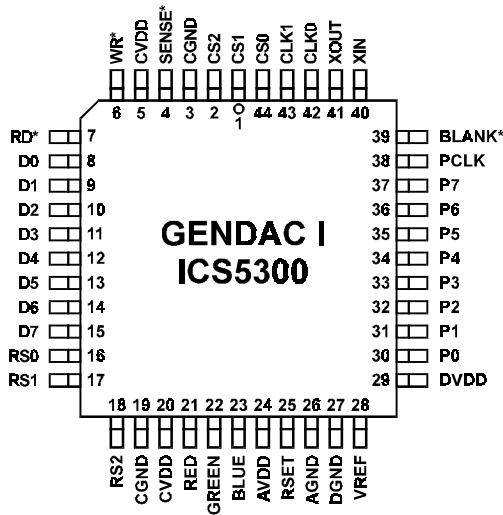 WR* CVDD SENSE* CGND CS2 CS1 CS0 CLK1 CLK0 XOUT XIN
6 5 4 3 2 1 44 43 42 41 40
RD* 7 39 BLANK*
D0 8 38 PCLK
D1 9 37 P7
D2 10 36 P6
D3 11 35 P5
D4 12 34 P4
D5 13 33 P3
D6 14 32 P2
D7 15 31 P1
RS0 16 30 P0
RS1 17 29 DVDD
GENDAC I
ICS5300
18 19 20 21 22 23 24 25 26 27 28
RS2 CGND CVDD RED GREEN BLUE AVDD RSET AGND DGND VREF